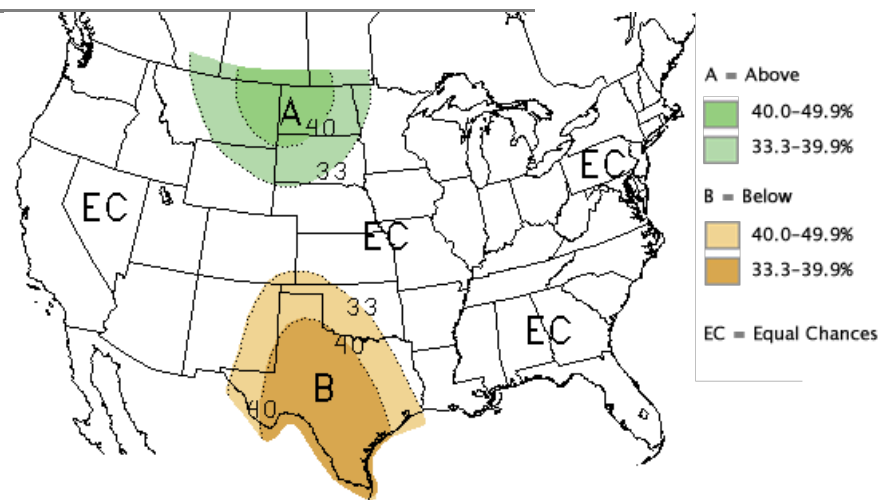 A
40
33
EC
EC
EC
33
40
B
40
EC
A = Above
40.0-49.9%
33.3-39.9%
B = Below
40.0-49.9%
33.3-39.9%
EC = Equal Chances